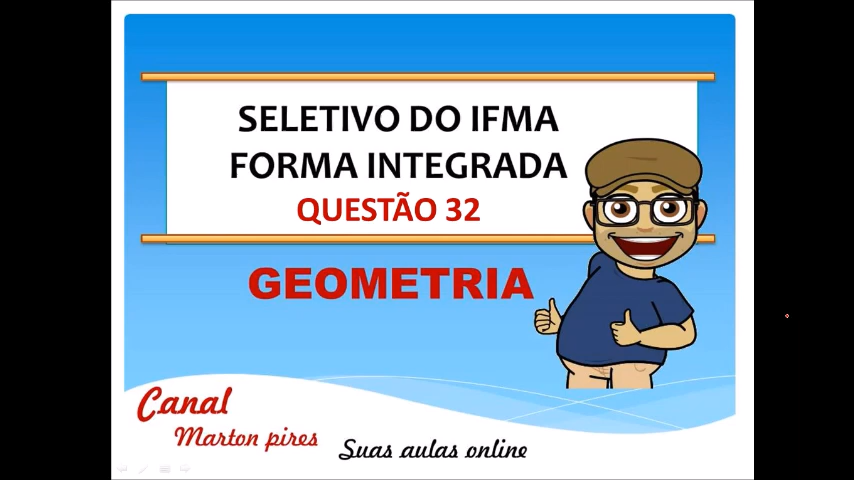 SELETIVO DO IFMA
FORMA INTEGRADA
QUESTÃO 32
GEOMETRIA
Canal
Marton pires
Suas aulas online